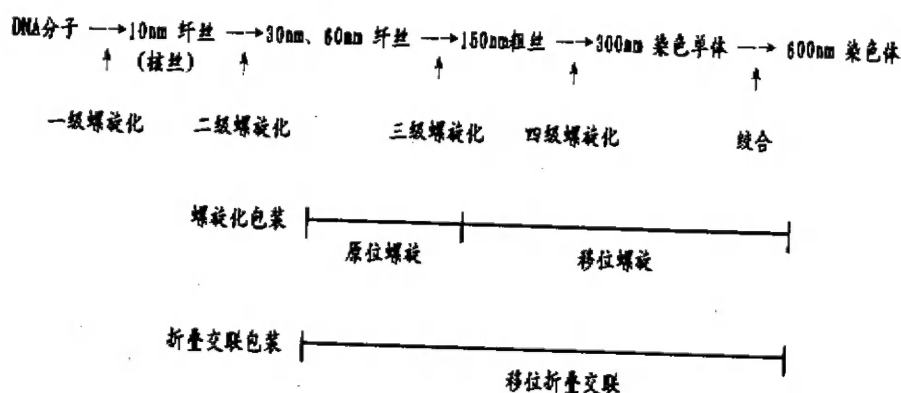 DNA分子 →10nm 纤丝 →30nm、60nm 纤丝 →150nm粗丝 →300nm 染色单体 → 600nm 染色体
(核丝)
一级螺旋化 二级螺旋化 三级螺旋化 四级螺旋化 绞合
螺旋化包装
原位螺旋 移位螺旋
折叠交联包装
移位折叠交联